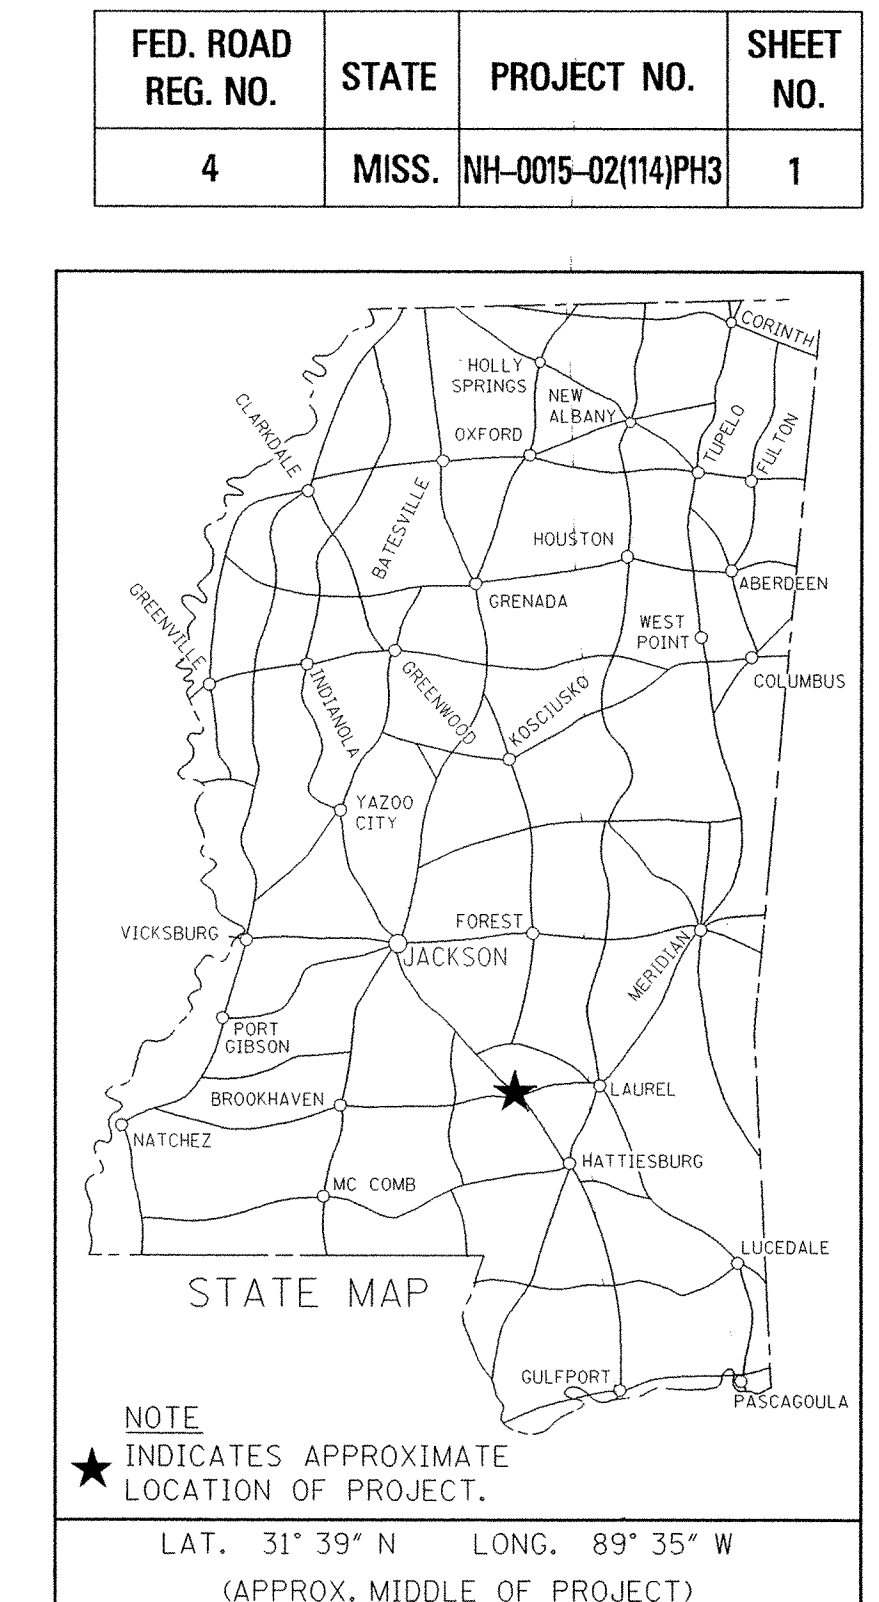 FED. ROAD
REG. NO.
STATE
PROJECT NO.
SHEET
NO.
4
MISS.
NH-0015-02(114)PH3
1
CORINTH
HOLLY
SPRINGS
NEW
ALBANY
CLARKDALE
OXFORD
TUPELO
FULTON
BATESVILLE
HOUSTON
ABERDEEN
GREENVILLE
GRENADA
WEST
POINT
COLUMBUS
INDIANOLA
GREENWOOD
KOSCIUSKO
YAZOO
CITY
VICKSBURG
FOREST
JACKSON
MERIDIAN
PORT
GIBSON
BROOKHAVEN
LAUREL
NATCHEZ
HATTIESBURG
MC COMB
LUCEDALE
STATE MAP
GULFPORT
PASCAGOULA
NOTE
INDICATES APPROXIMATE
LOCATION OF PROJECT.
LAT. 31° 39" N LONG. 89° 35" W
(APPROX. MIDDLE OF PROJECT)